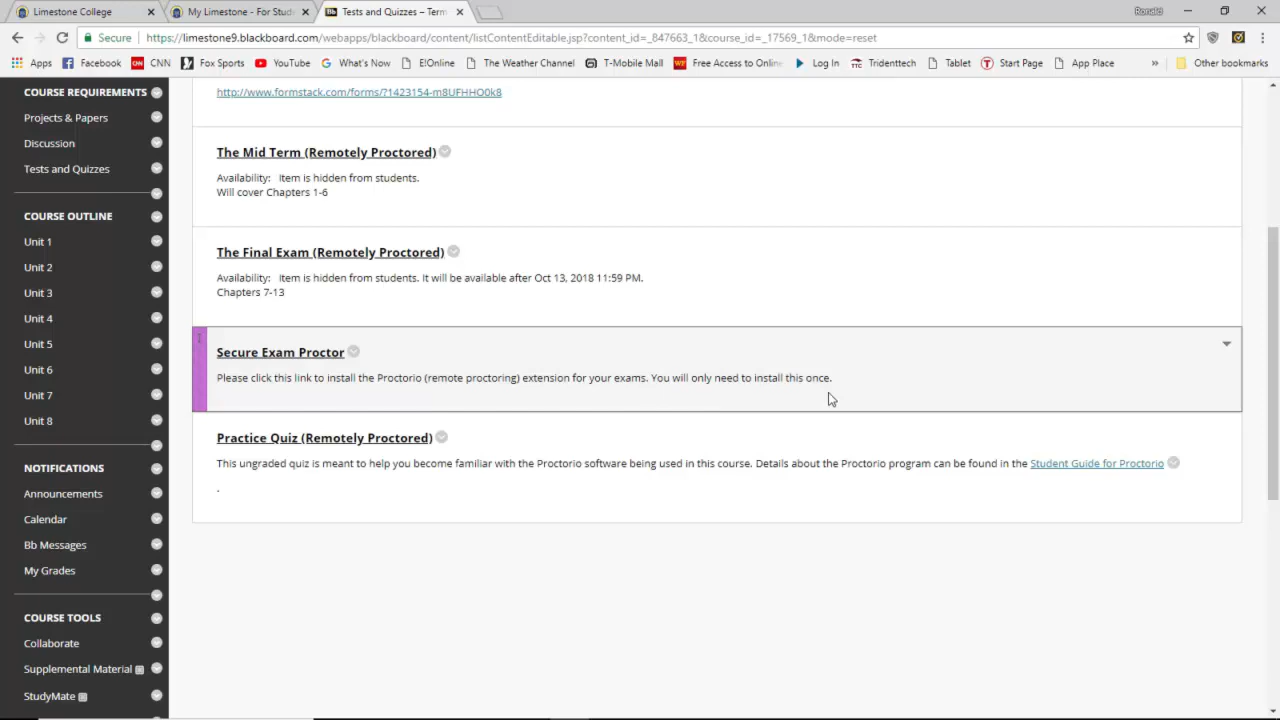 Limestone College
My Limestone - For Stude
Tests and Quizzes – Term
Ronald
Secure
https://limestone9.blackboard.com/webapps/blackboard/content/listContentEditable.jsp?content_id=_847663_1&course_id=_17569_1&mode=reset
Apps
Facebook
CNN
Fox Sports
YouTube
What's Now
E!Online
The Weather Channel
T-Mobile Mall
Free Access to Online
Log In
Tridenttech
Tablet
Start Page
App Place
»
Other bookmarks
COURSE REQUIREMENTS
Projects & Papers
Discussion
Tests and Quizzes
COURSE OUTLINE
Unit 1
Unit 2
Unit 3
Unit 4
Unit 5
Unit 6
Unit 7
Unit 8
NOTIFICATIONS
Announcements
Calendar
Bb Messages
My Grades
COURSE TOOLS
Collaborate
Supplemental Material
StudyMate
http://www.formstack.com/forms/?1423154-m8UFHHO0k8
The Mid Term (Remotely Proctored)
Availability: Item is hidden from students.
Will cover Chapters 1-6
The Final Exam (Remotely Proctored)
Availability: Item is hidden from students. It will be available after Oct 13, 2018 11:59 PM.
Chapters 7-13
Secure Exam Proctor
Please click this link to install the Proctorio (remote proctoring) extension for your exams. You will only need to install this once.
Practice Quiz (Remotely Proctored)
This ungraded quiz is meant to help you become familiar with the Proctorio software being used in this course. Details about the Proctorio program can be found in the Student Guide for Proctorio
.